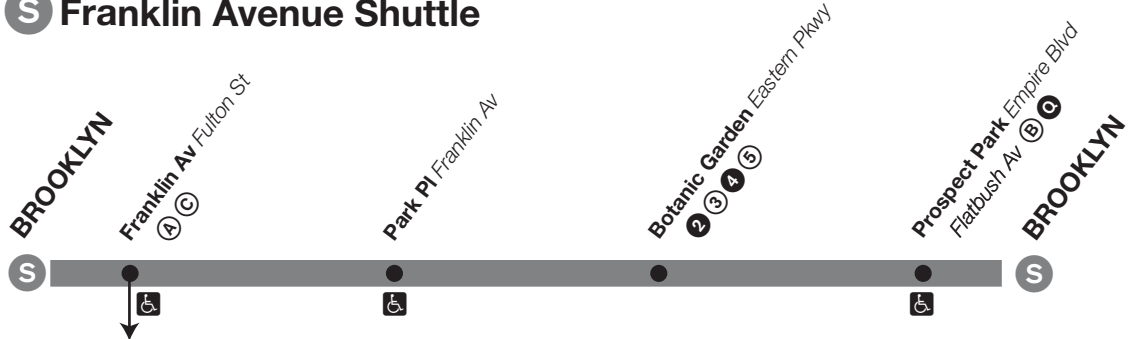 S Franklin Avenue Shuttle
BROOKLYN
Franklin Av Fulton St
A C
Park Pl Franklin Av
Botanic Garden Eastern Pkwy
2 3 4 5
Prospect Park Empire Blvd
Flatbush Av B Q
BROOKLYN
S
S